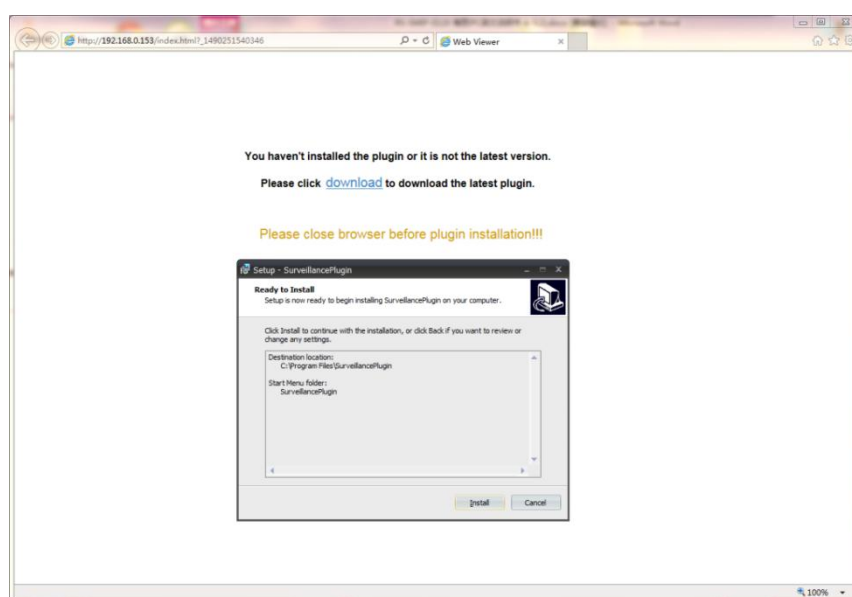 http://192.168.0.153/index.html?_1490251540346
Web Viewer
You haven't installed the plugin or it is not the latest version.
Please click download to download the latest plugin.
Please close browser before plugin installation!!!
Setup - SurveillancePlugin
Ready to Install
Setup is now ready to begin installing SurveillancePlugin on your computer.
Click Install to continue with the installation, or click Back if you want to review or
change any settings.
Destination location:
C:\Program Files\SurveillancePlugin
Start Menu folder:
SurveillancePlugin
Install
Cancel
100%